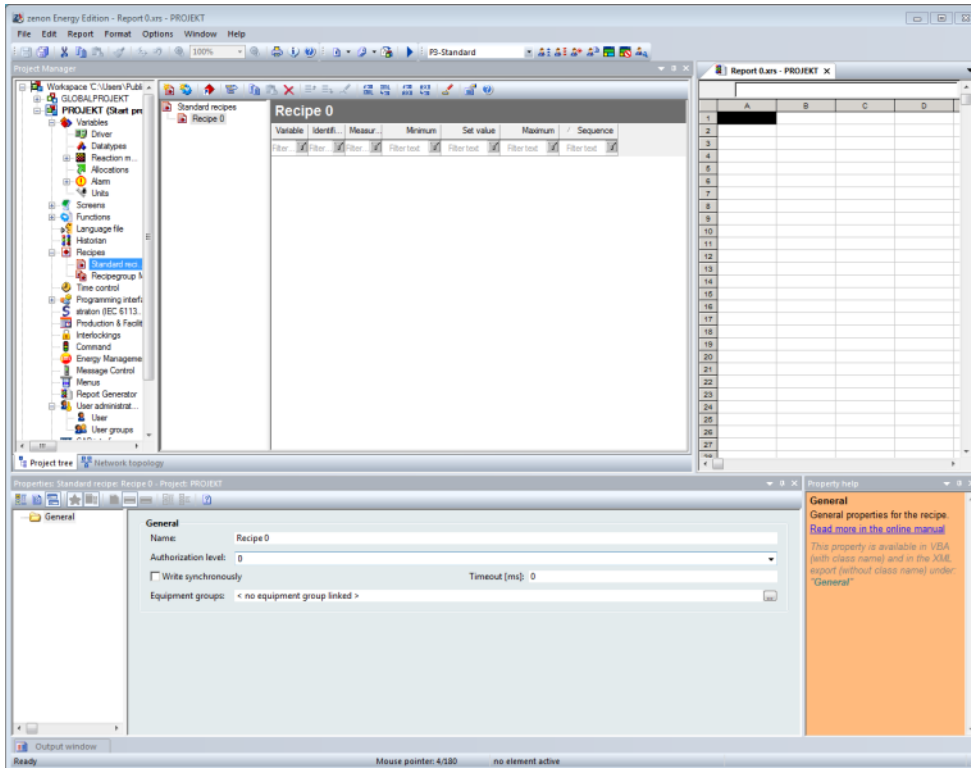 zenon Energy Edition - Report 0.xrs - PROJEKT
File Edit Report Format Options Window Help
100%
P3-Standard
Project Manager
Report 0.xrs - PROJEKT X
Workspace 'C:\Users\Publ
GLOBALPROJEKT
PROJEKT (Start pro
Variables
Driver
Datatypes
Reaction m...
Allocations
Alarm
Units
Screens
Functions
Language file
Historian
Recipes
Standard reci...
Recipegroup M
Time control
Programming interfa
straton (IEC 6113...
Production & Facilit
Interlockings
Command
Energy Manageme
Message Control
Menus
Report Generator
User administrat...
User
User groups
Project tree Network topology
Standard recipes
Recipe 0
Recipe 0
Variable Identifi... Measur... Minimum Set value Maximum Sequence
Filter... Filter... Filter... Filter text Filter text Filter text Filter text
A B C D
1
2
3
4
5
6
7
8
9
10
11
12
13
14
15
16
17
18
19
20
21
22
23
24
25
26
27
Properties: Standard recipe: Recipe 0 - Project: PROJEKT
General
General
Name: Recipe 0
Authorization level: 0
Write synchronously Timeout [ms]: 0
Equipment groups: < no equipment group linked >
Property help
General
General properties for the recipe.
Read more in the online manual
This property is available in VBA
(with class name) and in the XML
export (without class name) under:
"General"
Output window
Ready Mouse pointer: 4/180 no element active